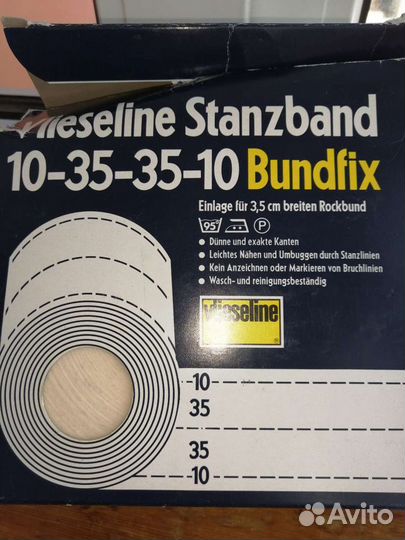 Vlieseline Stanzband
10-35-35-10 Bundfix
Einlage für 3,5 cm breiten Rockbund
95° P
• Dünne und exakte Kanten
• Leichtes Nähen und Umbuggen durch Stanzlinien
• Kein Anzeichnen oder Markieren von Bruchlinien
• Wasch- und reinigungsbeständig
vlieseline ®
10
35
35
10
Avito